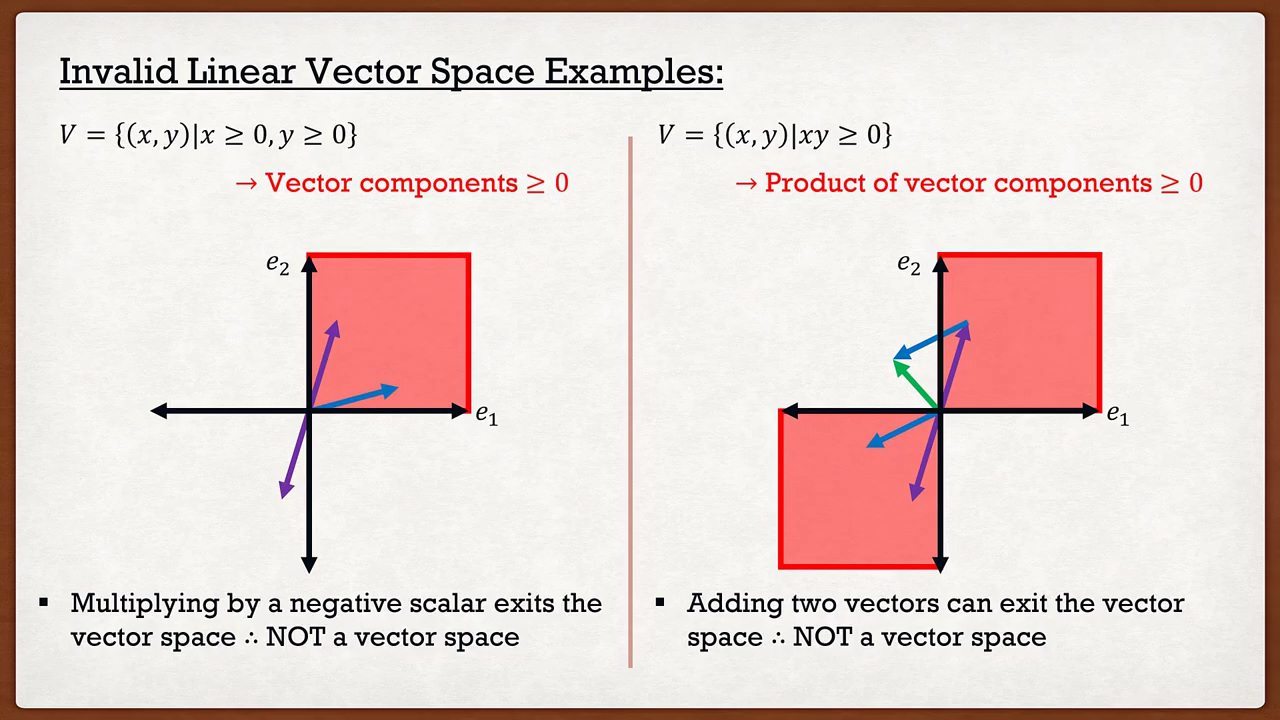 Invalid Linear Vector Space Examples:
V = {(x, y)|x ≥ 0, y ≥ 0}
→ Vector components ≥ 0
e₂
e₁
▪ Multiplying by a negative scalar exits the
vector space ∴ NOT a vector space
V = {(x, y)|xy ≥ 0}
→ Product of vector components ≥ 0
e₂
e₁
▪ Adding two vectors can exit the vector
space ∴ NOT a vector space